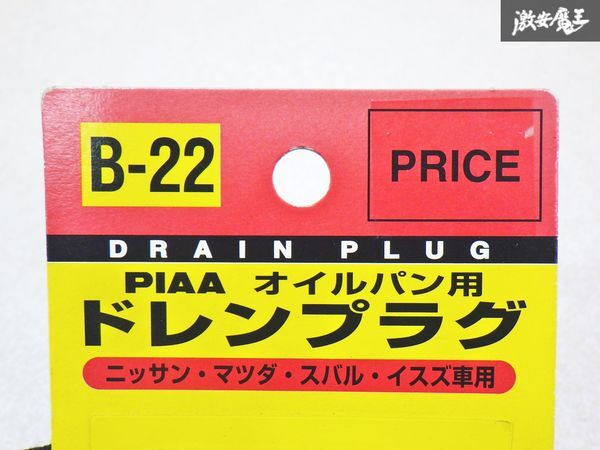 激安魔王
B-22
PRICE
DRAIN PLUG
PIAA オイルパン用
ドレンプラグ
ニッサン・マツダ・スバル・イスズ車用